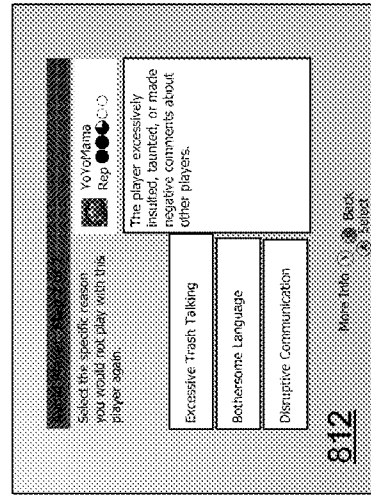 Select the specific reason
you would not play with this
player again.
YoYoMama
Rep
The player excessively
insulted, taunted, or made
negative comments about
other players.
Excessive Trash Talking
Bothersome Language
Disruptive Communication
More Info
Back
Select
812